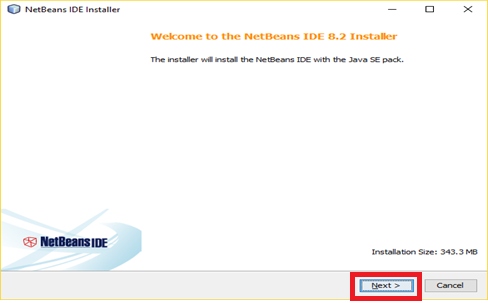 NetBeans IDE Installer
Welcome to the NetBeans IDE 8.2 Installer
The installer will install the NetBeans IDE with the Java SE pack.
NetBeans IDE
Installation Size: 343.3 MB
Next >
Cancel